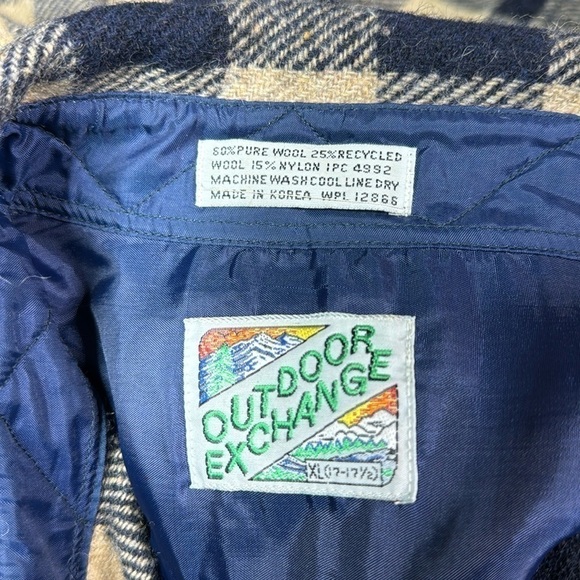 60%PURE WOOL 25%RECYCLED
WOOL 15%NYLON IPC 4992
MACHINE WASH COOL LINE DRY
MADE IN KOREA WPL 12866
OUTDOOR
EXCHANGE
XL(17-17½)